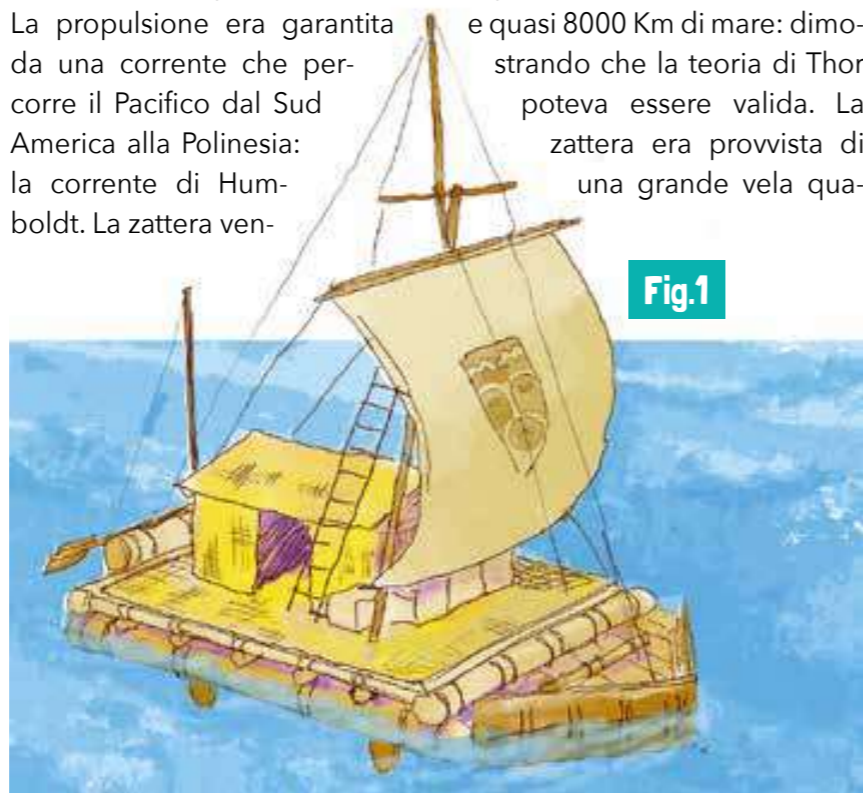 La propulsione era garantita
da una corrente che per-
corre il Pacifico dal Sud
America alla Polinesia:
la corrente di Hum-
boldt. La zattera ven-
e quasi 8000 Km di mare: dimo-
strando che la teoria di Thor
poteva essere valida. La
zattera era provvista di
una grande vela qua-
Fig.1